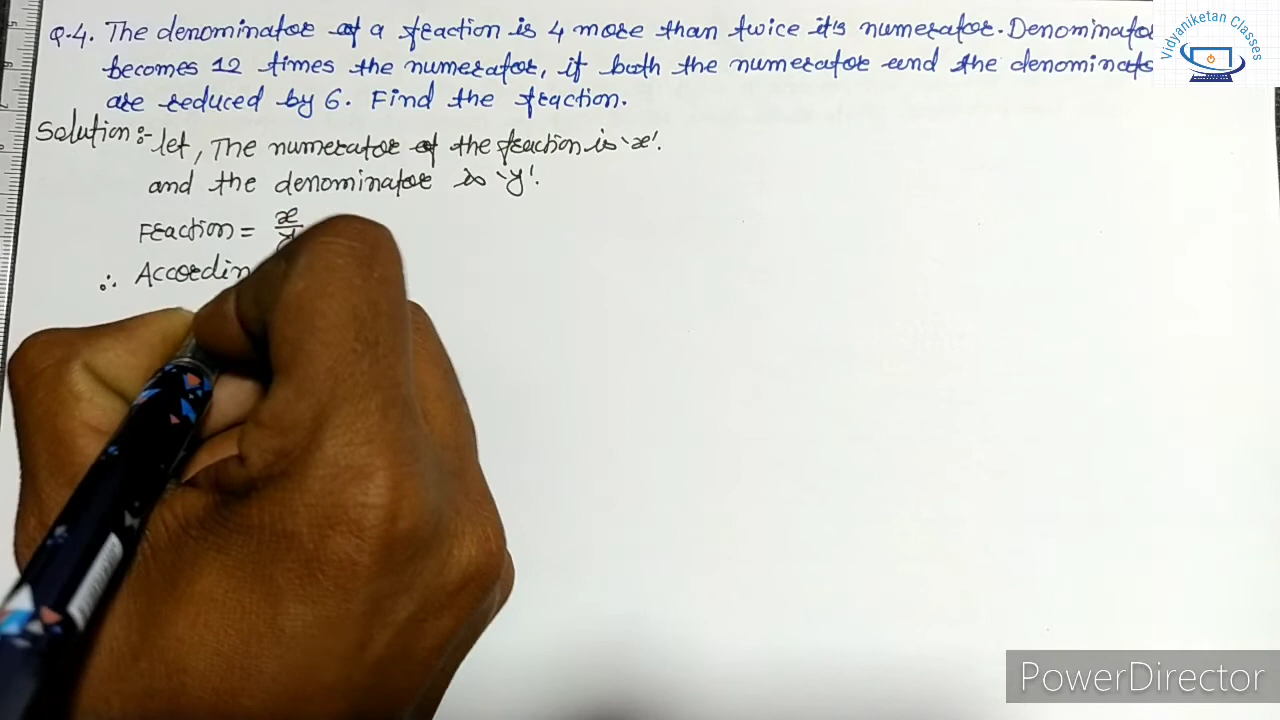 Q.4. The denominator of a fraction is 4 more than twice it's numerator. Denominator
becomes 12 times the numerator, if both the numerator and the denominator
are reduced by 6. Find the fraction.
Solution:- let, The numerator of the fraction is 'x'.
and the denominator is 'y'.
Fraction = x/y
∴ Accordin
Vidyaniketan Classes
PowerDirector